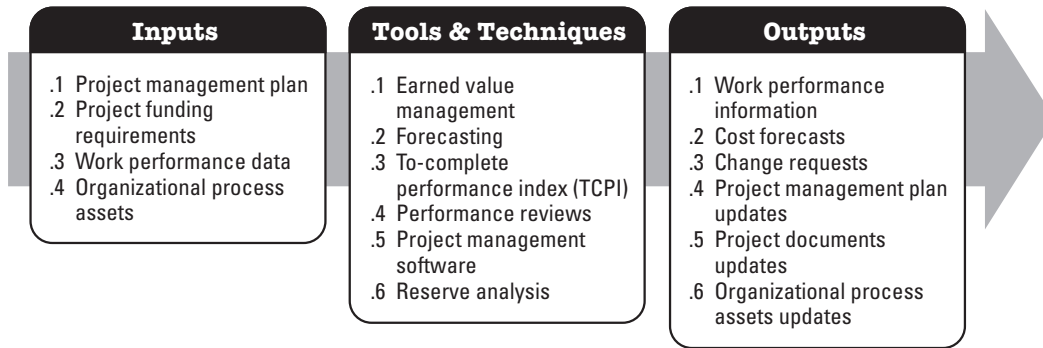 Inputs
.1 Project management plan
.2 Project funding
requirements
.3 Work performance data
.4 Organizational process
assets
Tools & Techniques
.1 Earned value
management
.2 Forecasting
.3 To-complete
performance index (TCPI)
.4 Performance reviews
.5 Project management
software
.6 Reserve analysis
Outputs
.1 Work performance
information
.2 Cost forecasts
.3 Change requests
.4 Project management plan
updates
.5 Project documents
updates
.6 Organizational process
assets updates